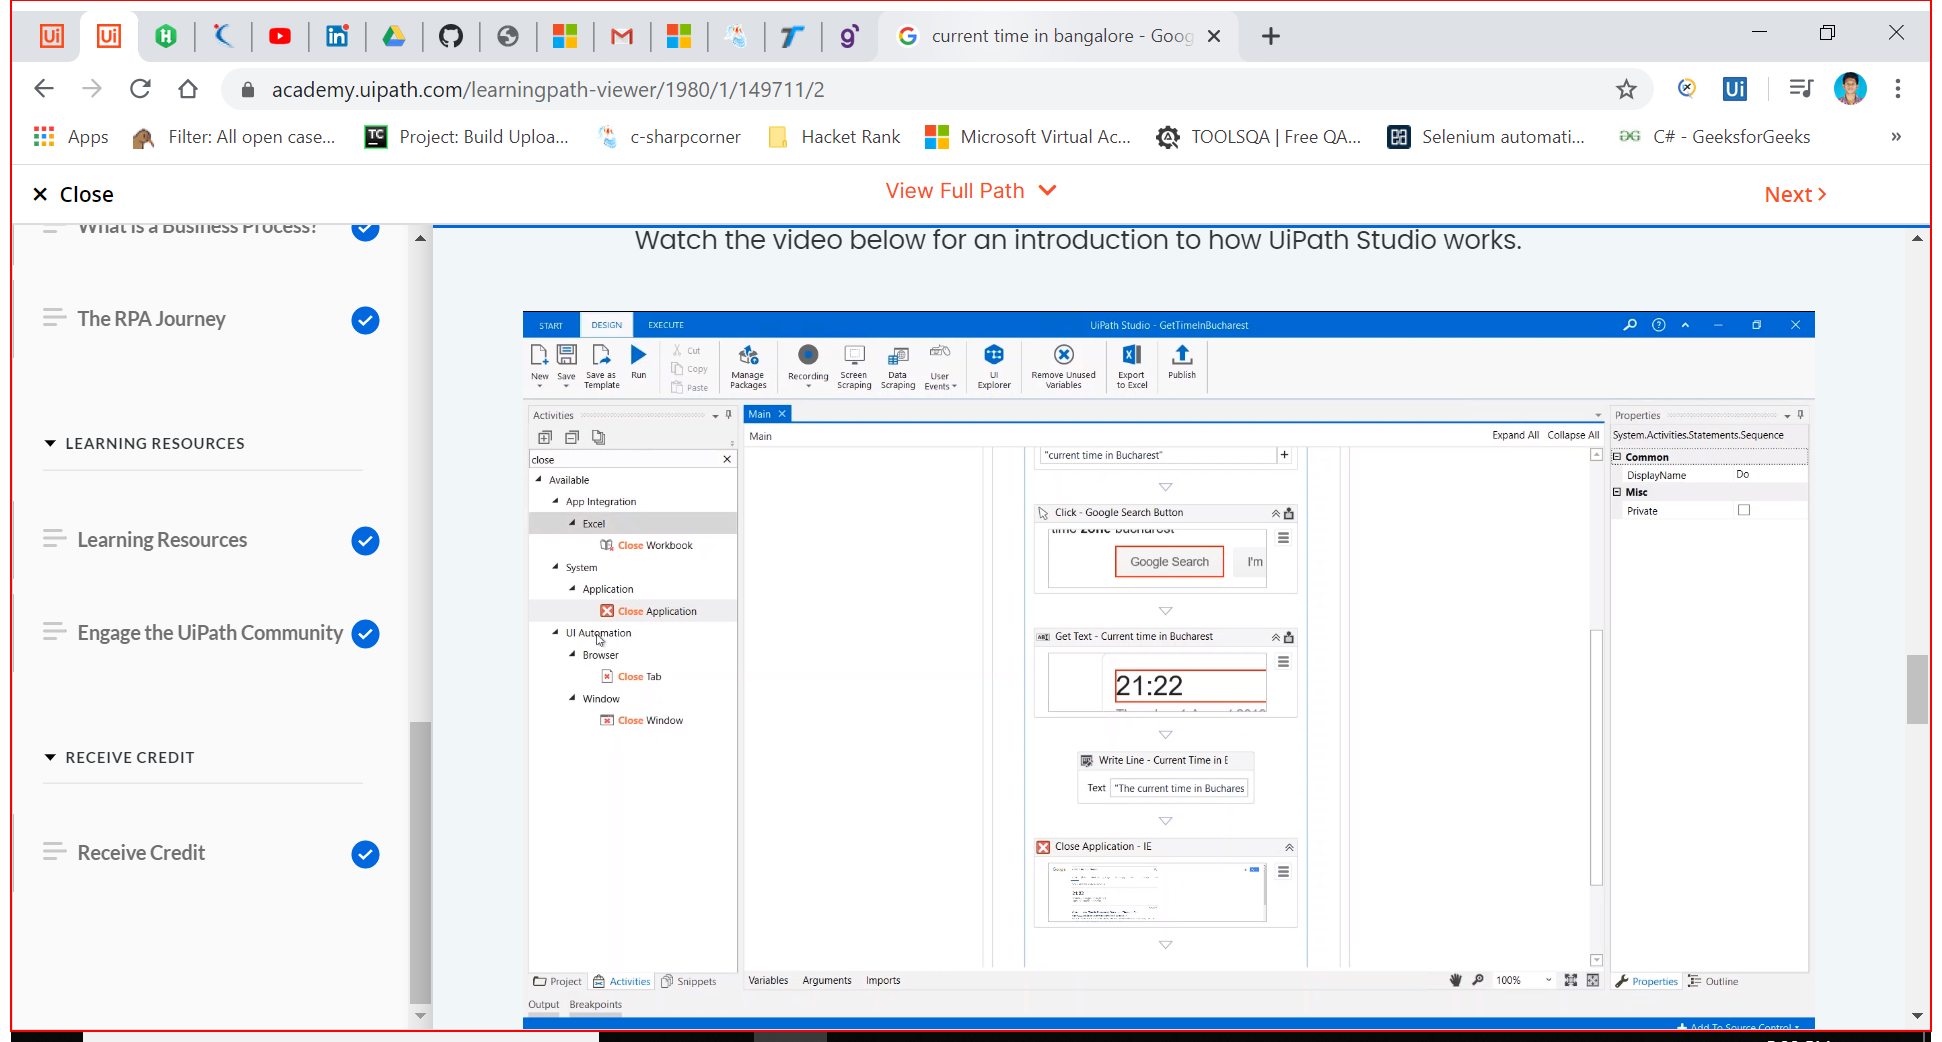 current time in bangalore - Goog
academy.uipath.com/learningpath-viewer/1980/1/149711/2
Apps
Filter: All open case...
Project: Build Uploa...
c-sharpcorner
Hacket Rank
Microsoft Virtual Ac...
TOOLSQA | Free QA...
Selenium automati...
C# - GeeksforGeeks
»
Close
View Full Path
Next
What is a Business Process?
The RPA Journey
LEARNING RESOURCES
Learning Resources
Engage the UiPath Community
RECEIVE CREDIT
Receive Credit
Watch the video below for an introduction to how UiPath Studio works.
START
DESIGN
EXECUTE
UiPath Studio - GetTimeInBucharest
New
Save
Save as
Template
Run
Cut
Copy
Paste
Manage
Packages
Recording
Screen
Scraping
Data
Scraping
User
Events
UI
Explorer
Remove Unused
Variables
Export
to Excel
Publish
Activities
close
Available
App Integration
Excel
Close Workbook
System
Application
Close Application
UI Automation
Browser
Close Tab
Window
Close Window
Project
Activities
Snippets
Output
Breakpoints
Main
Main
Expand All
Collapse All
"current time in Bucharest"
Click - Google Search Button
time zone bucharest
Google Search
I'm
Get Text - Current time in Bucharest
21:22
Write Line - Current Time in E
Text
"The current time in Buchares
Close Application - IE
Variables
Arguments
Imports
100%
Properties
System.Activities.Statements.Sequence
Common
DisplayName
Do
Misc
Private
Properties
Outline
Add To Source Control